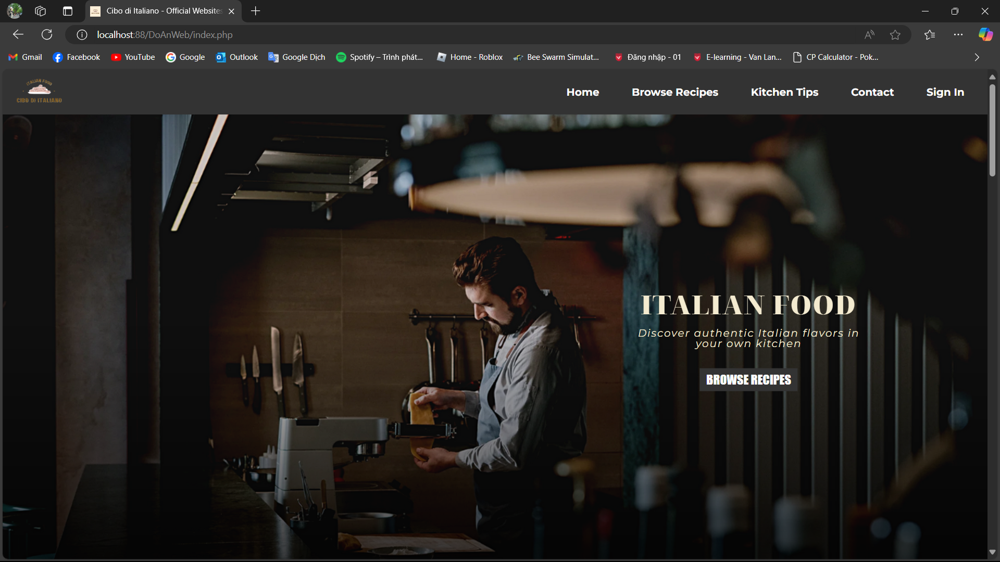 Cibo di Italiano - Official Websites
localhost:88/DoAnWeb/index.php
Gmail
Facebook
YouTube
Google
Outlook
Google Dịch
Spotify – Trình phát...
Home - Roblox
Bee Swarm Simulat...
Đăng nhập - 01
E-learning - Van Lan...
CP Calculator - Pok...
ITALIAN FOOD
CIBO DI ITALIANO
Home
Browse Recipes
Kitchen Tips
Contact
Sign In
ITALIAN FOOD
Discover authentic Italian flavors in
your own kitchen
BROWSE RECIPES